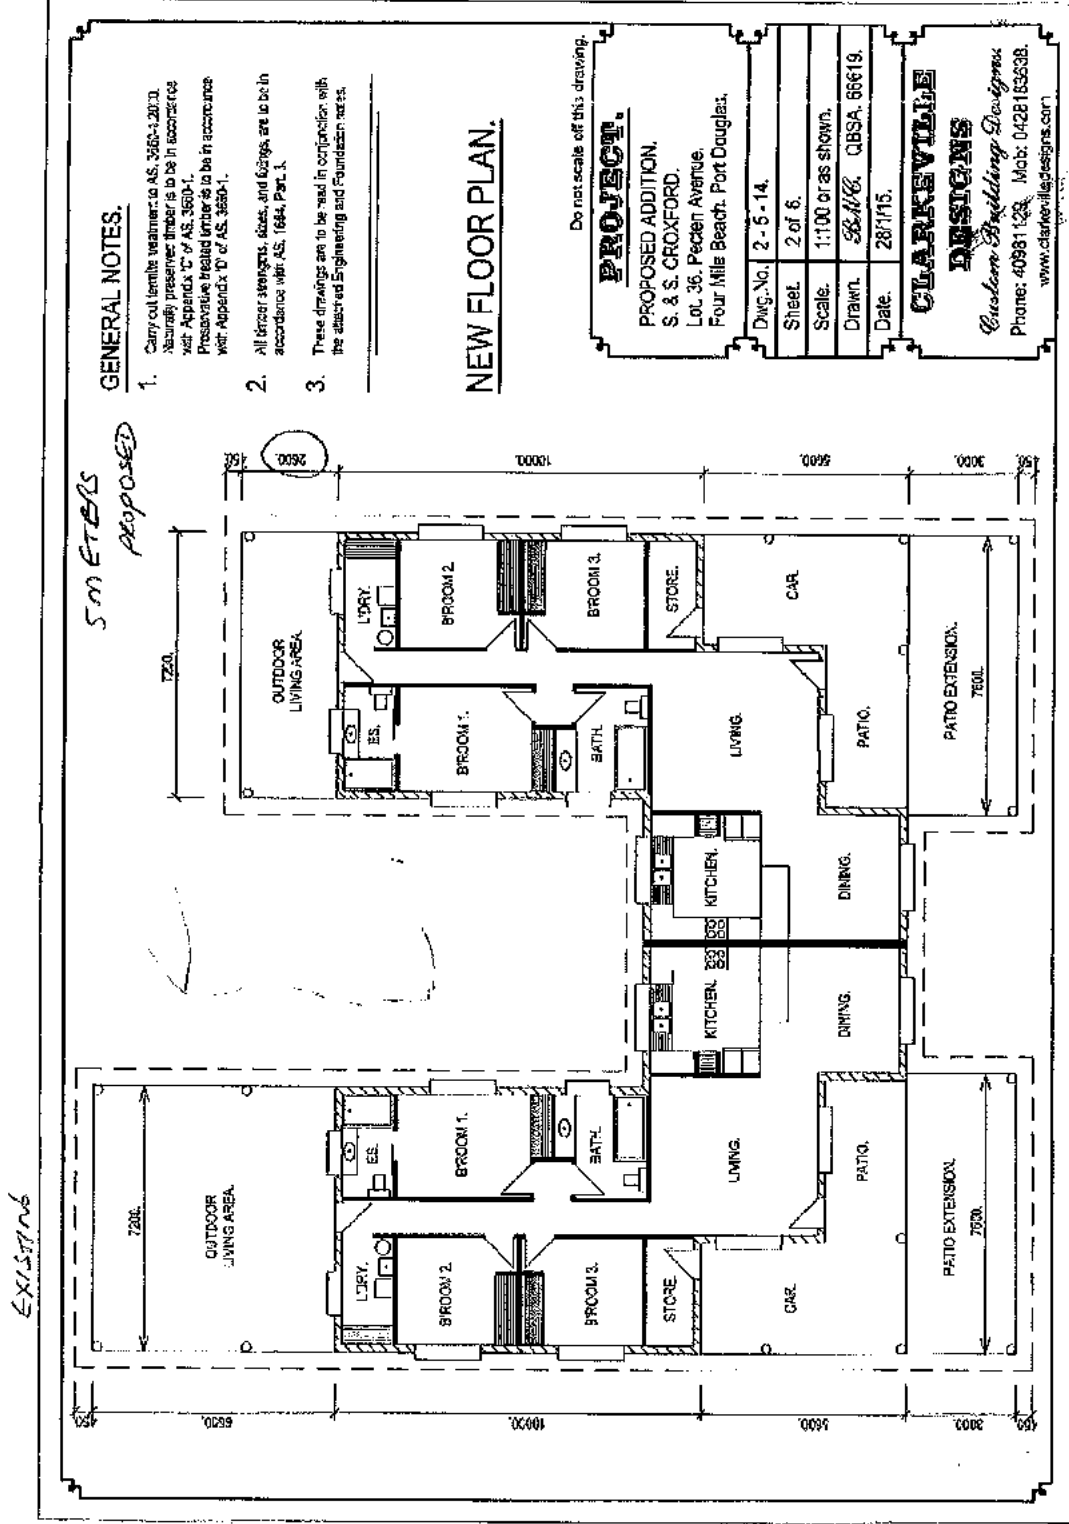 EXISTING
5 METERS
PROPOSED
GENERAL NOTES.
1. Carry out termite treatment to AS. 3660-1.2000.
Naturally preserved timber is to be in accordance
with Appendix 'C' of AS. 3660-1.
Preservative treated timber is to be in accordance
with Appendix 'D' of AS. 3660-1.
2. All timber strengths, sizes, and fixings, are to be in
accordance with AS. 1684. Part. 3.
3. These drawings are to be read in conjunction with
the attached Engineering and Foundation notes.
NEW FLOOR PLAN.
Do not scale off this drawing.
PROJECT.
PROPOSED ADDITION.
S. & S. CROXFORD.
Lot. 36. Pecten Avenue.
Four Mile Beach. Port Douglas.
Dwg.No. 2 - 5 - 14.
Sheet. 2 of 6.
Scale. 1:100 or as shown.
Drawn. QBSA. 66619.
Date. 28/1/15.
CLARKEVILLE
DESIGNS
Custom Building Designs
Phone: 40981129. Mob: 0428183638.
www.clarkevilledesigns.com
7200.
OUTDOOR
LIVING AREA.
L'DRY.
ES.
B'ROOM 2.
B'ROOM 1.
B'ROOM 3.
BATH.
STORE.
LIVING.
KITCHEN.
CAR.
PATIO.
DINING.
PATIO EXTENSION.
7600.
450.
6600.
10000.
5600.
3000.
450.
7200.
OUTDOOR
LIVING AREA.
L'DRY.
ES.
B'ROOM 2.
B'ROOM 1.
B'ROOM 3.
BATH.
STORE.
LIVING.
KITCHEN.
CAR.
PATIO.
DINING.
PATIO EXTENSION.
7600.
450.
2600.
10000.
5600.
3000.
450.